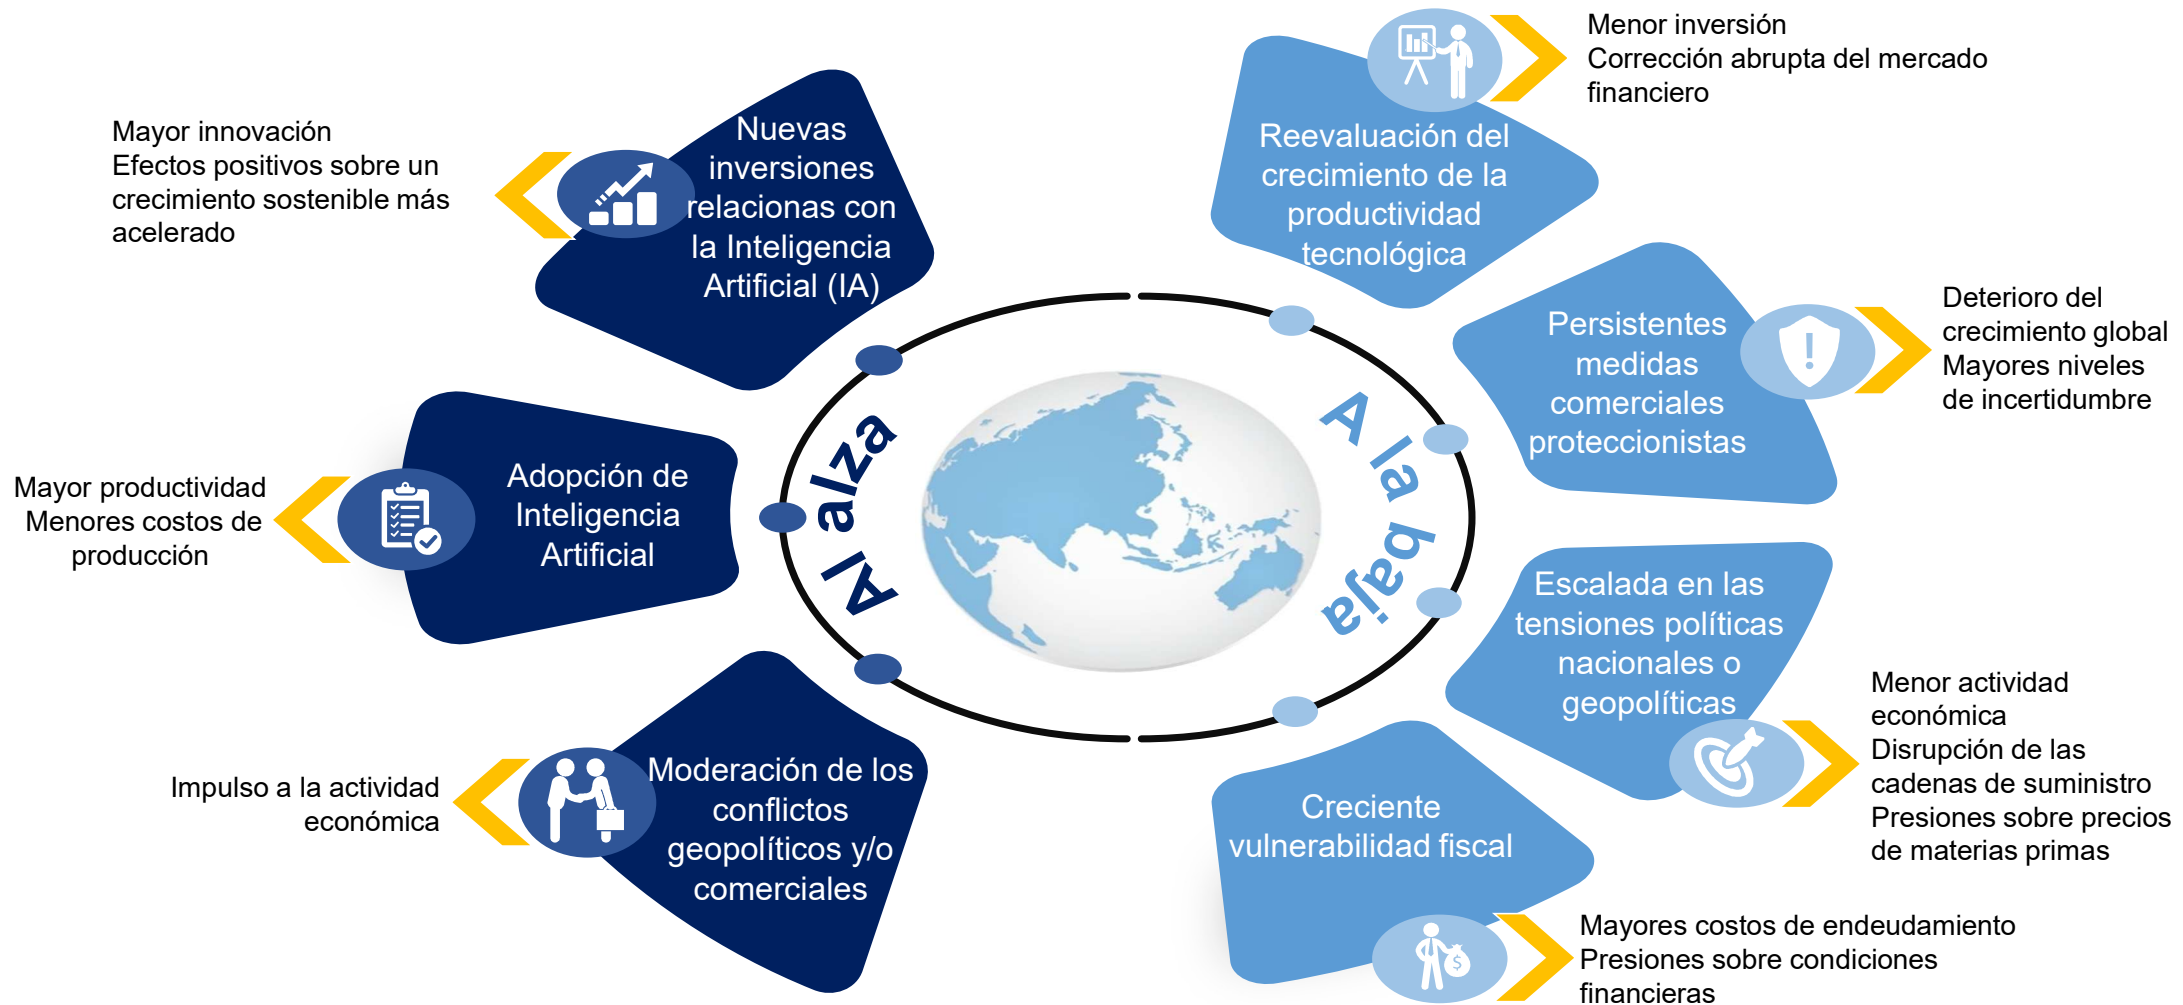 Mayor innovación
Efectos positivos sobre un
crecimiento sostenible más
acelerado
Nuevas
inversiones
relacionas con
la Inteligencia
Artificial (IA)
Mayor productividad
Menores costos de
producción
Adopción de
Inteligencia
Artificial
Impulso a la actividad
económica
Moderación de los
conflictos
geopolíticos y/o
comerciales
Al alza
A la baja
Reevaluación del
crecimiento de la
productividad
tecnológica
Menor inversión
Corrección abrupta del mercado
financiero
Persistentes
medidas
comerciales
proteccionistas
Deterioro del
crecimiento global
Mayores niveles
de incertidumbre
Escalada en las
tensiones políticas
nacionales o
geopolíticas
Menor actividad
económica
Disrupción de las
cadenas de suministro
Presiones sobre precios
de materias primas
Creciente
vulnerabilidad fiscal
$
Mayores costos de endeudamiento
Presiones sobre condiciones
financieras